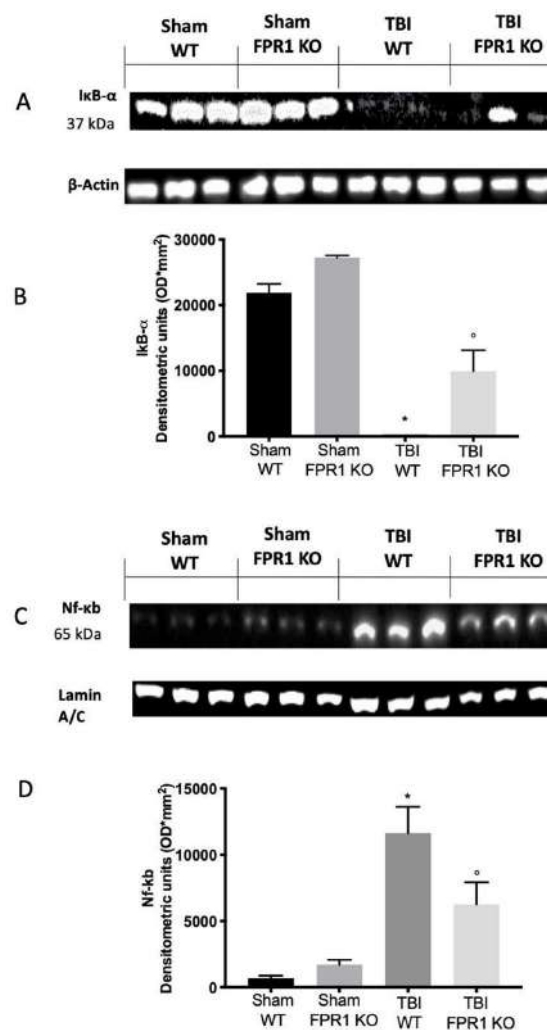 Sham Sham TBI TBI
WT FPR1 KO WT FPR1 KO
A
IκB-α
37 kDa
β-Actin
B
IkB-α
Densitometric units (OD*mm²)
30000
20000
10000
0
*
°
Sham Sham TBI TBI
WT FPR1 KO WT FPR1 KO
Sham Sham TBI TBI
WT FPR1 KO WT FPR1 KO
C
Nf-κb
65 kDa
Lamin
A/C
D
Nf-kb
Densitometric units (OD*mm²)
15000
10000
5000
0
*
°
Sham Sham TBI TBI
WT FPR1 KO WT FPR1 KO